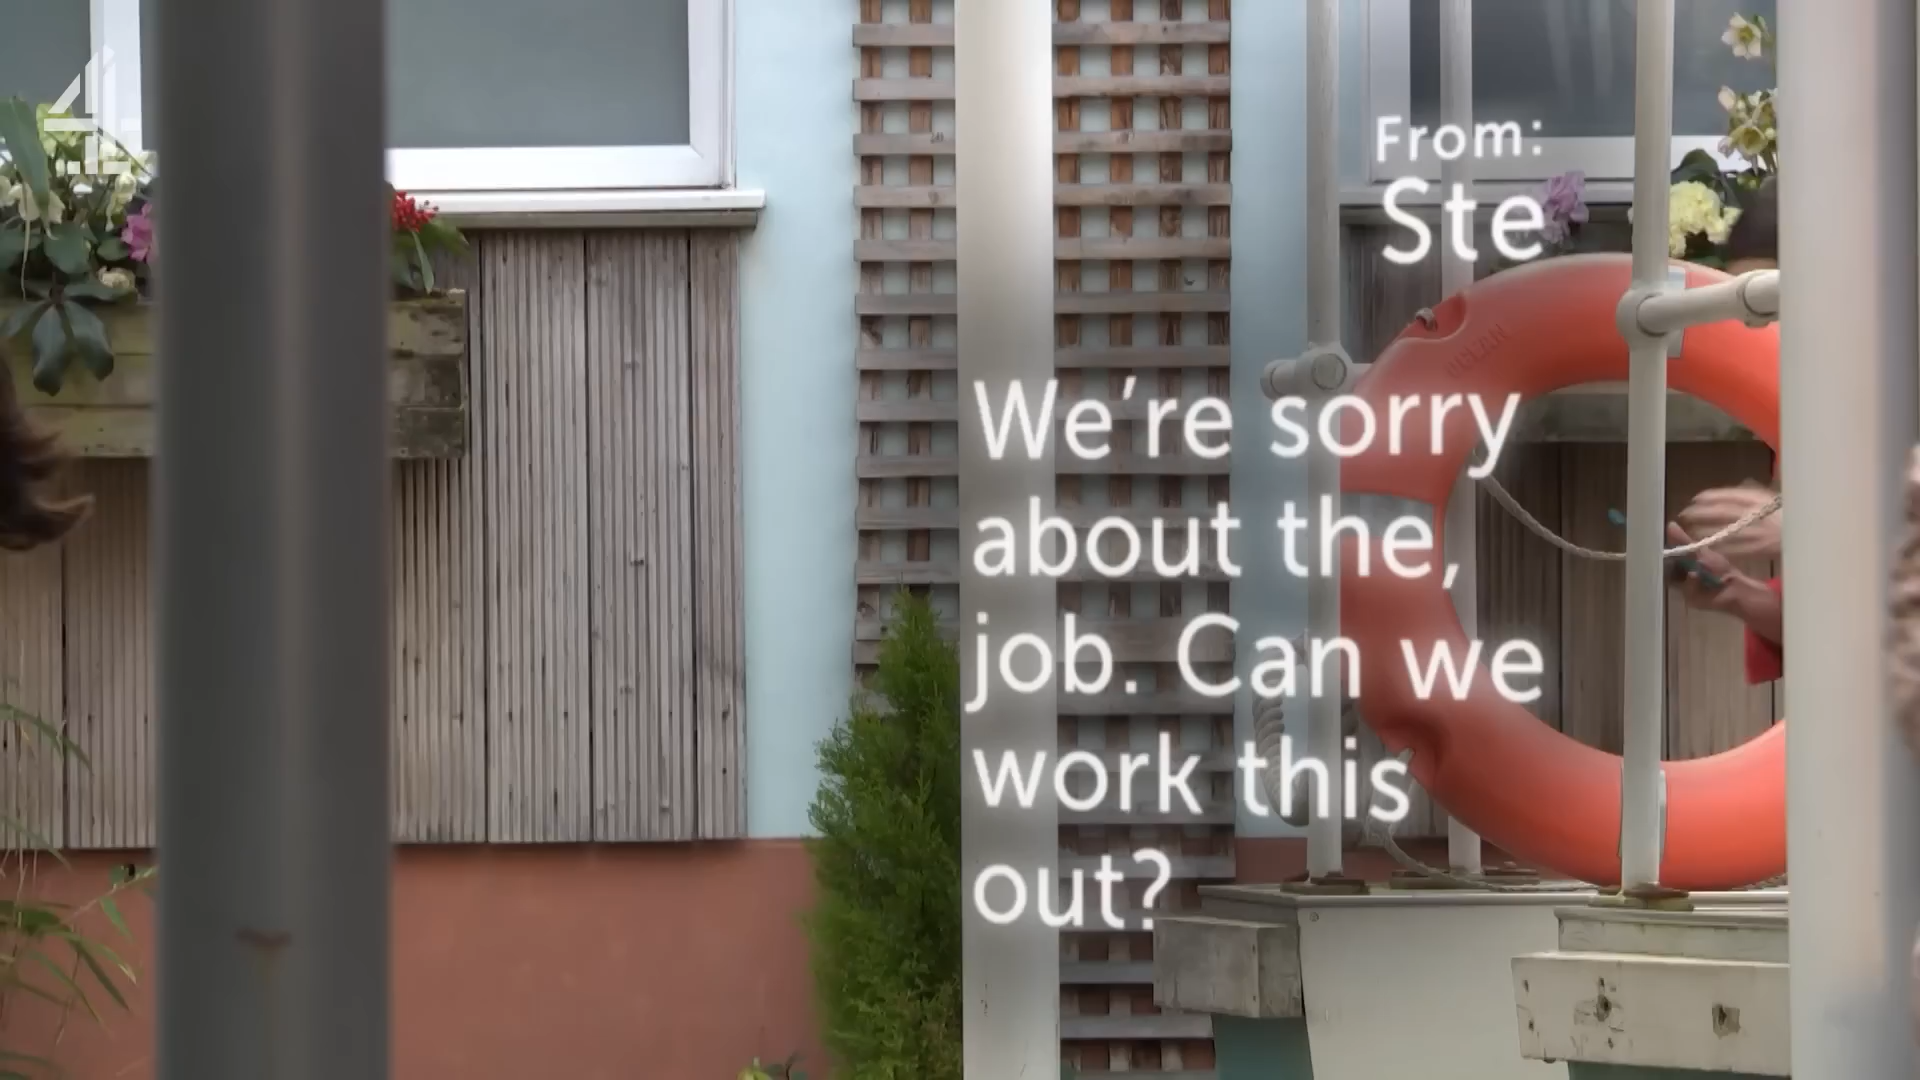 From:
Ste
We're sorry
about the,
job. Can we
work this
out?